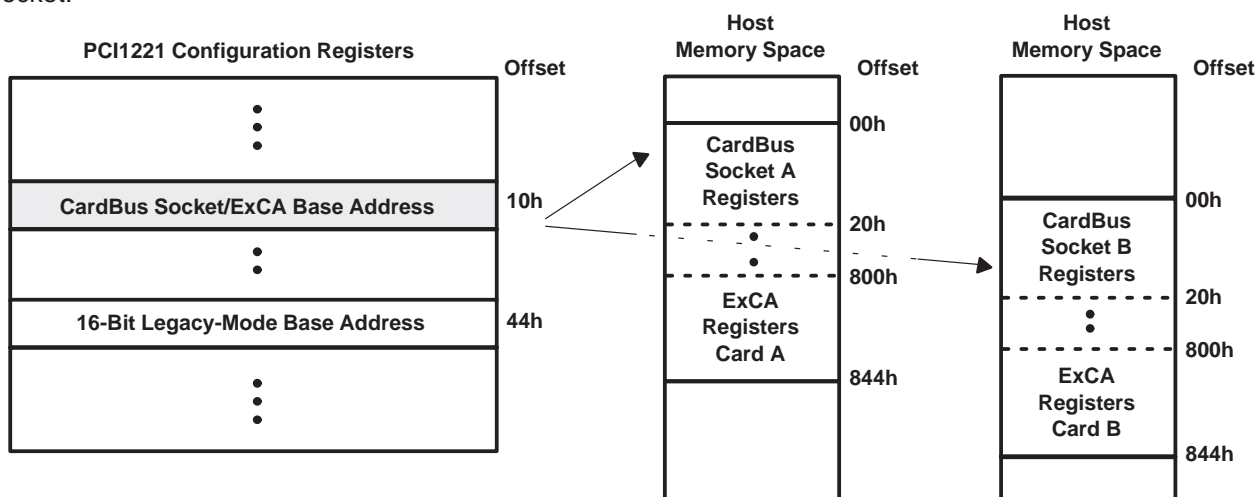 ocket.
PCI1221 Configuration Registers
Offset
CardBus Socket/ExCA Base Address
10h
16-Bit Legacy-Mode Base Address
44h
Host
Memory Space
Offset
00h
CardBus
Socket A
Registers
20h
800h
ExCA
Registers
Card A
844h
Host
Memory Space
Offset
00h
CardBus
Socket B
Registers
20h
800h
ExCA
Registers
Card B
844h